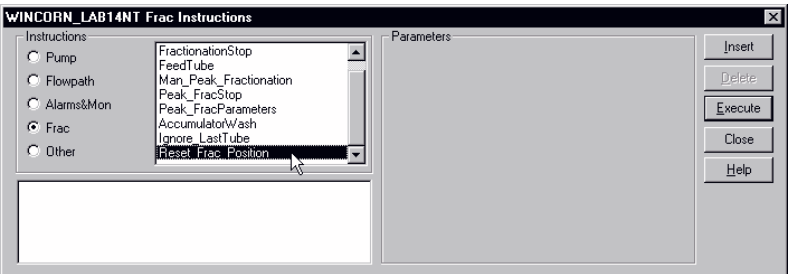 WINCORN_LAB14NT Frac Instructions
Instructions
Pump
Flowpath
Alarms&Mon
Frac
Other
FractionationStop
FeedTube
Man_Peak_Fractionation
Peak_FracStop
Peak_FracParameters
AccumulatorWash
Ignore_LastTube
Reset_Frac_Position
Parameters
Insert
Delete
Execute
Close
Help